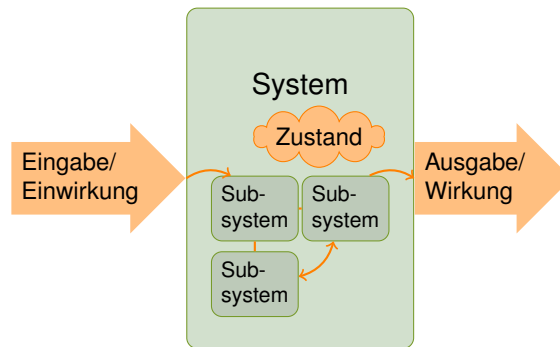 System
Zustand
Eingabe/
Einwirkung
Ausgabe/
Wirkung
Sub-
system
Sub-
system
Sub-
system